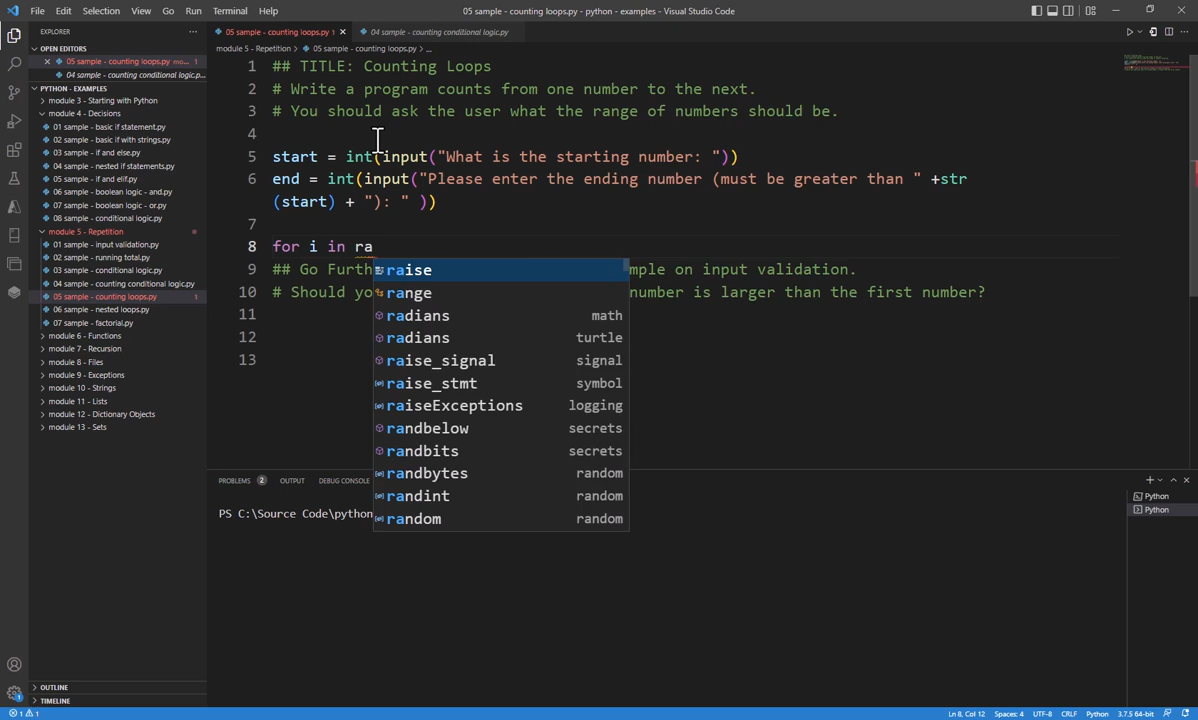 File Edit Selection View Go Run Terminal Help
05 sample - counting loops.py - python - examples - Visual Studio Code
EXPLORER
OPEN EDITORS
05 sample - counting loops.py mo... 1
04 sample - counting conditional logic.p...
PYTHON - EXAMPLES
module 3 - Starting with Python
module 4 - Decisions
01 sample - basic if statement.py
02 sample - basic if with strings.py
03 sample - if and else.py
04 sample - nested if statements.py
05 sample - if and elif.py
06 sample - boolean logic - and.py
07 sample - boolean logic - or.py
08 sample - conditional logic.py
module 5 - Repetition
01 sample - input validation.py
02 sample - running total.py
03 sample - conditional logic.py
04 sample - counting conditional logic.py
05 sample - counting loops.py 1
06 sample - nested loops.py
07 sample - factorial.py
module 6 - Functions
module 7 - Recursion
module 8 - Files
module 9 - Exceptions
module 10 - Strings
module 11 - Lists
module 12 - Dictionary Objects
module 13 - Sets
OUTLINE
TIMELINE
05 sample - counting loops.py 1
04 sample - counting conditional logic.py
module 5 - Repetition > 05 sample - counting loops.py > ...
1 ## TITLE: Counting Loops
2 # Write a program counts from one number to the next.
3 # You should ask the user what the range of numbers should be.
4
5 start = int(input("What is the starting number: "))
6 end = int(input("Please enter the ending number (must be greater than " +str
(start) + "): " ))
7
8 for i in ra
9 ## Go Furth mple on input validation.
10 # Should yo number is larger than the first number?
11
12
13
raise
range
radians math
radians turtle
raise_signal signal
raise_stmt symbol
raiseExceptions logging
randbelow secrets
randbits secrets
randbytes random
randint random
random random
PROBLEMS 2 OUTPUT DEBUG CONSOLE
PS C:\Source Code\python
Python
Python
1
1 1
Ln 8, Col 12 Spaces: 4 UTF-8 CRLF Python 3.7.5 64-bit